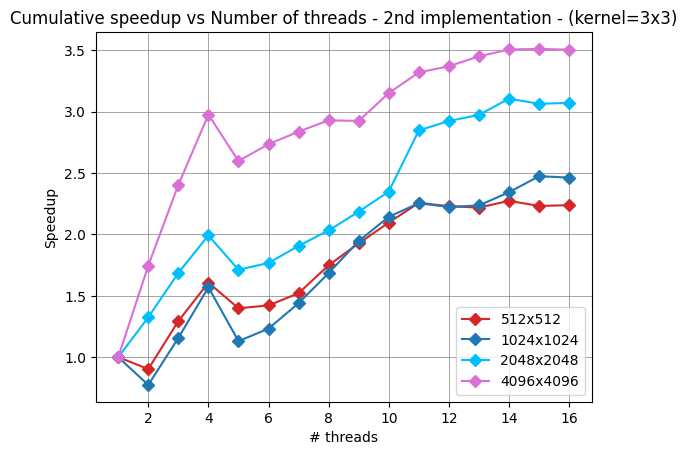 Cumulative speedup vs Number of threads - 2nd implementation - (kernel=3x3)
3.5
3.0
2.5
2.0
1.5
1.0
Speedup
2 4 6 8 10 12 14 16
# threads
512x512
1024x1024
2048x2048
4096x4096